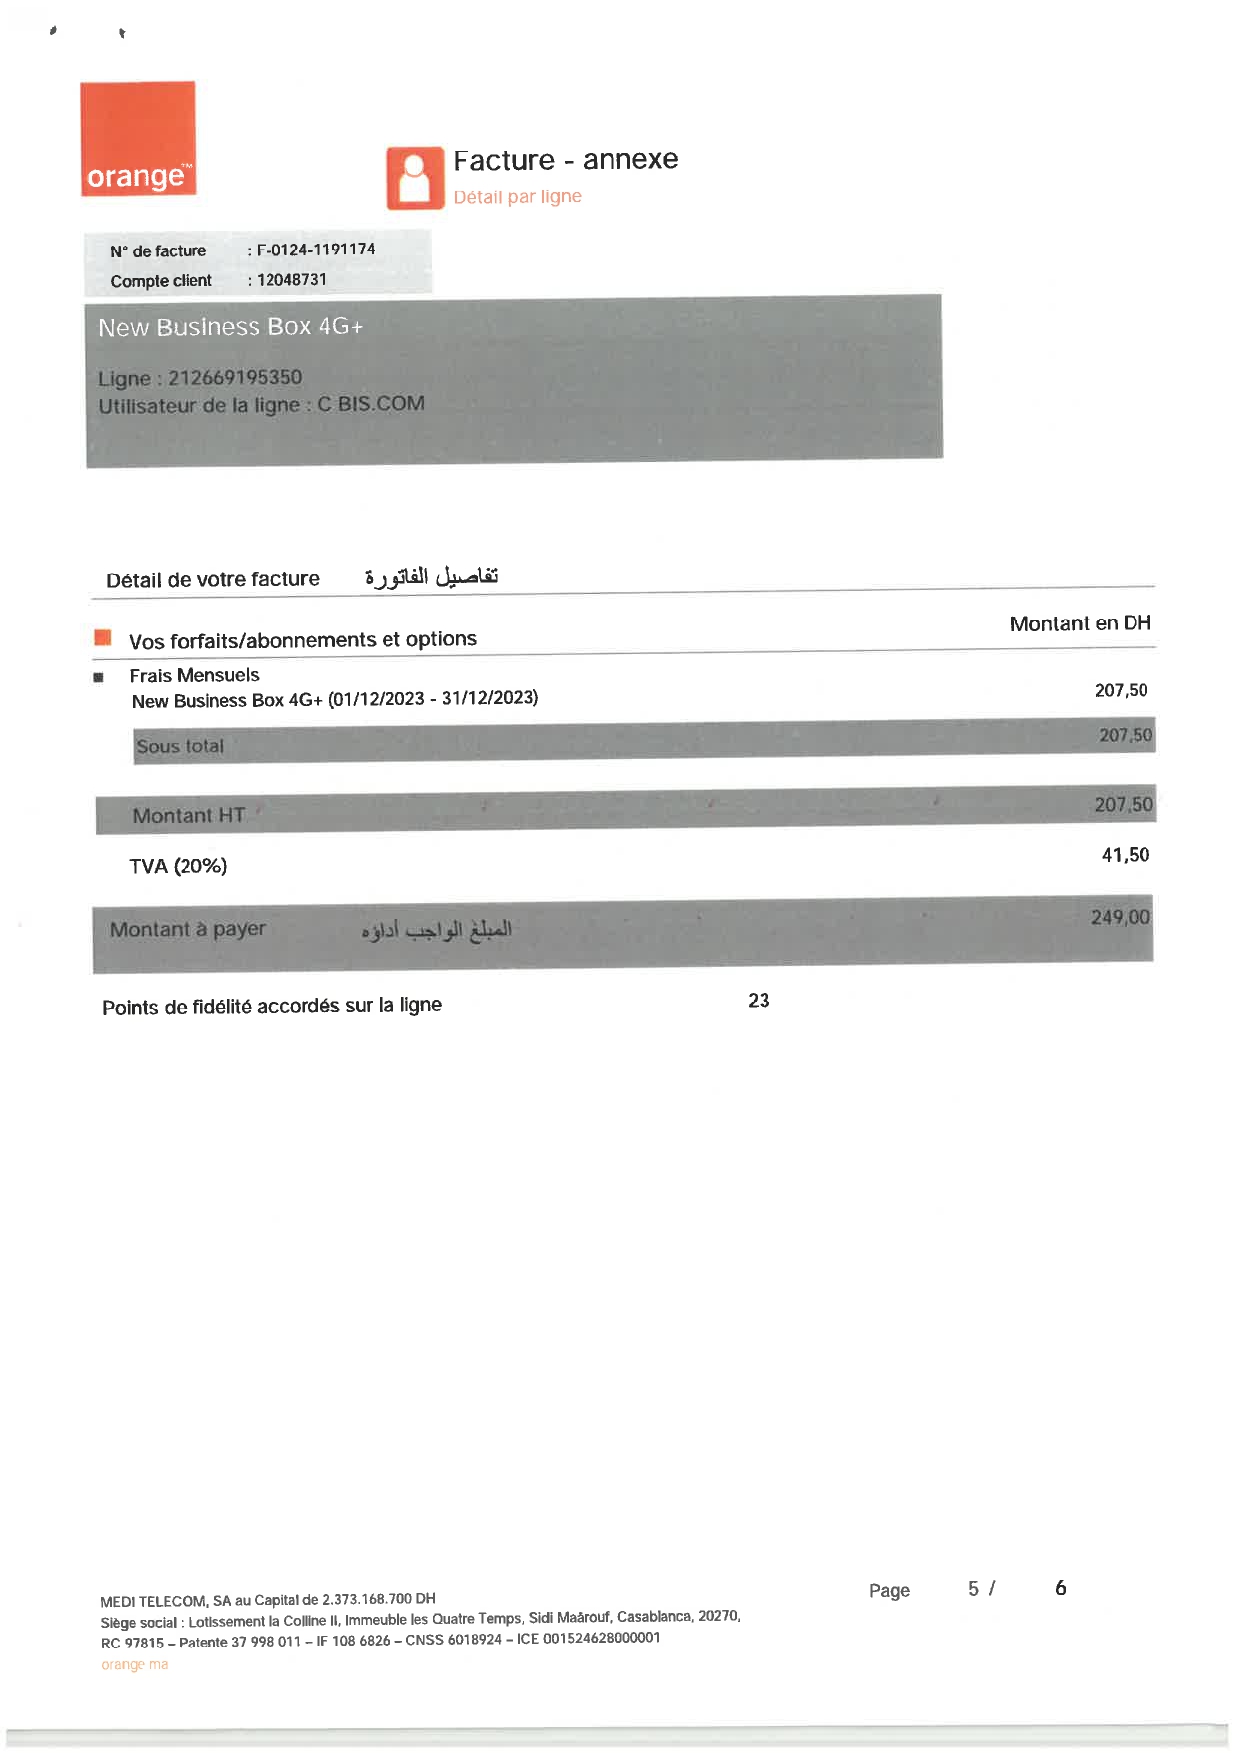 orange™
Facture - annexe
Détail par ligne
N° de facture : F-0124-1191174
Compte client : 12048731
New Business Box 4G+
Ligne : 212669195350
Utilisateur de la ligne : C BIS.COM
Détail de votre facture تفاصيل الفاتورة
Montant en DH
Vos forfaits/abonnements et options
Frais Mensuels
New Business Box 4G+ (01/12/2023 - 31/12/2023) 207,50
Sous total 207,50
Montant HT 207,50
TVA (20%) 41,50
Montant à payer المبلغ الواجب أداؤه 249,00
Points de fidélité accordés sur la ligne 23
Page 5 / 6
MEDI TELECOM, SA au Capital de 2.373.168.700 DH
Siège social : Lotissement la Colline II, Immeuble les Quatre Temps, Sidi Maârouf, Casablanca, 20270,
RC 97815 – Patente 37 998 011 – IF 108 6826 – CNSS 6018924 – ICE 001524628000001
orange ma